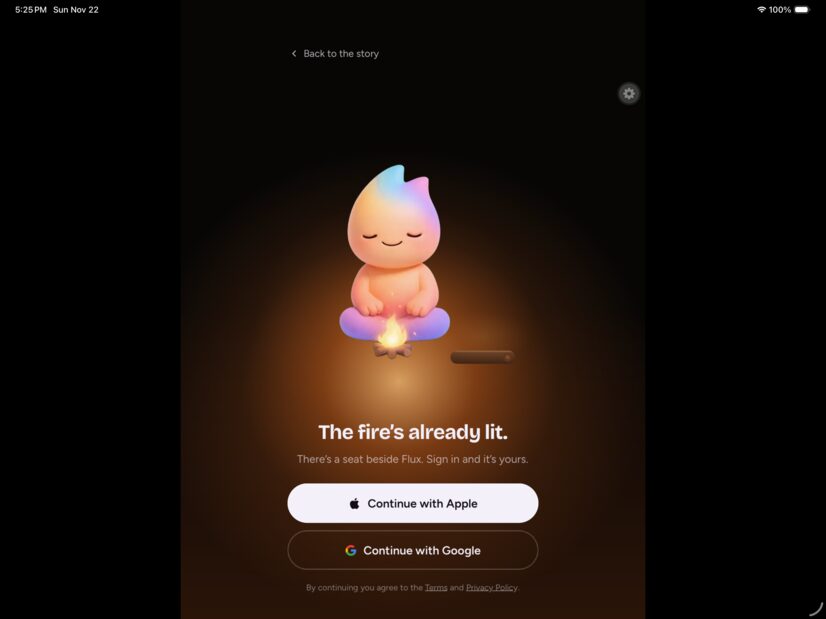 5:25 PM Sun Nov 22
100%
Back to the story
The fire's already lit.
There's a seat beside Flux. Sign in and it's yours.
Continue with Apple
Continue with Google
By continuing you agree to the Terms and Privacy Policy.